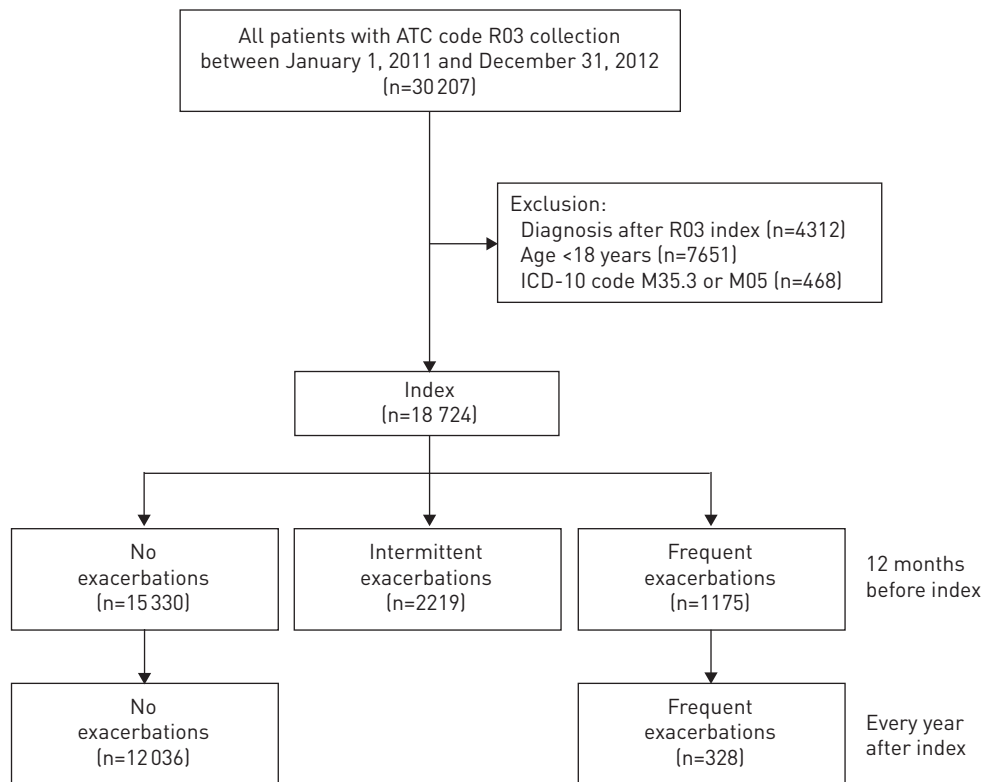 All patients with ATC code R03 collection
between January 1, 2011 and December 31, 2012
(n=30 207)
Exclusion:
Diagnosis after R03 index (n=4312)
Age <18 years (n=7651)
ICD-10 code M35.3 or M05 (n=468)
Index
(n=18 724)
No
exacerbations
(n=15 330)
Intermittent
exacerbations
(n=2219)
Frequent
exacerbations
(n=1175)
12 months
before index
No
exacerbations
(n=12 036)
Frequent
exacerbations
(n=328)
Every year
after index